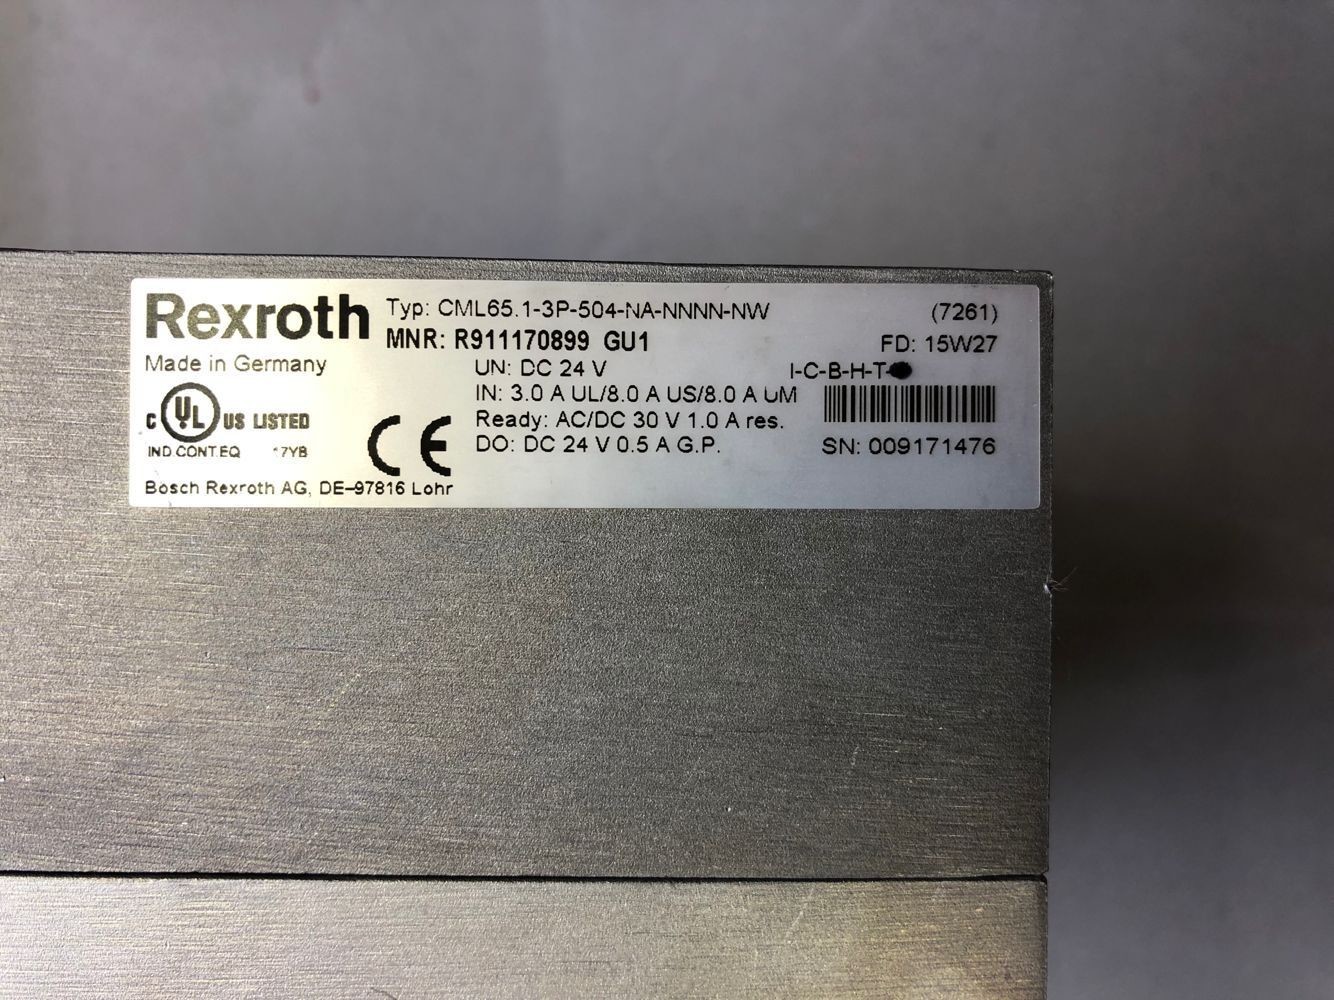 Rexroth
Typ: CML65.1-3P-504-NA-NNNN-NW (7261)
MNR: R911170899 GU1 FD: 15W27
Made in Germany
UN: DC 24 V I-C-B-H-T-
IN: 3.0 A UL/8.0 A US/8.0 A UM
Ready: AC/DC 30 V 1.0 A res.
DO: DC 24 V 0.5 A G.P.
SN: 009171476
C UL US LISTED
IND.CONT.EQ 17YB
CE
Bosch Rexroth AG, DE-97816 Lohr